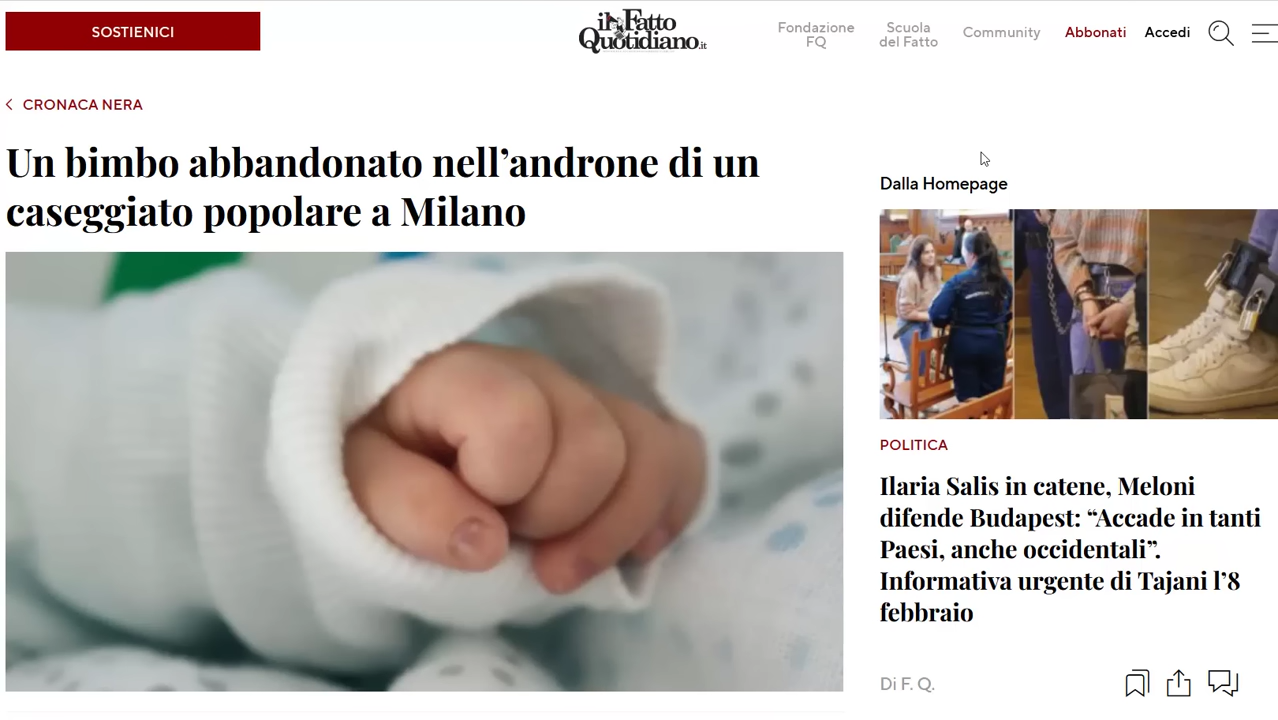 SOSTIENICI
il Fatto
Quotidiano.it
Fondazione
FQ
Scuola
del Fatto
Community
Abbonati
Accedi
CRONACA NERA
Un bimbo abbandonato nell’androne di un
caseggiato popolare a Milano
Dalla Homepage
POLITICA
Ilaria Salis in catene, Meloni
difende Budapest: “Accade in tanti
Paesi, anche occidentali”.
Informativa urgente di Tajani l’8
febbraio
Di F. Q.